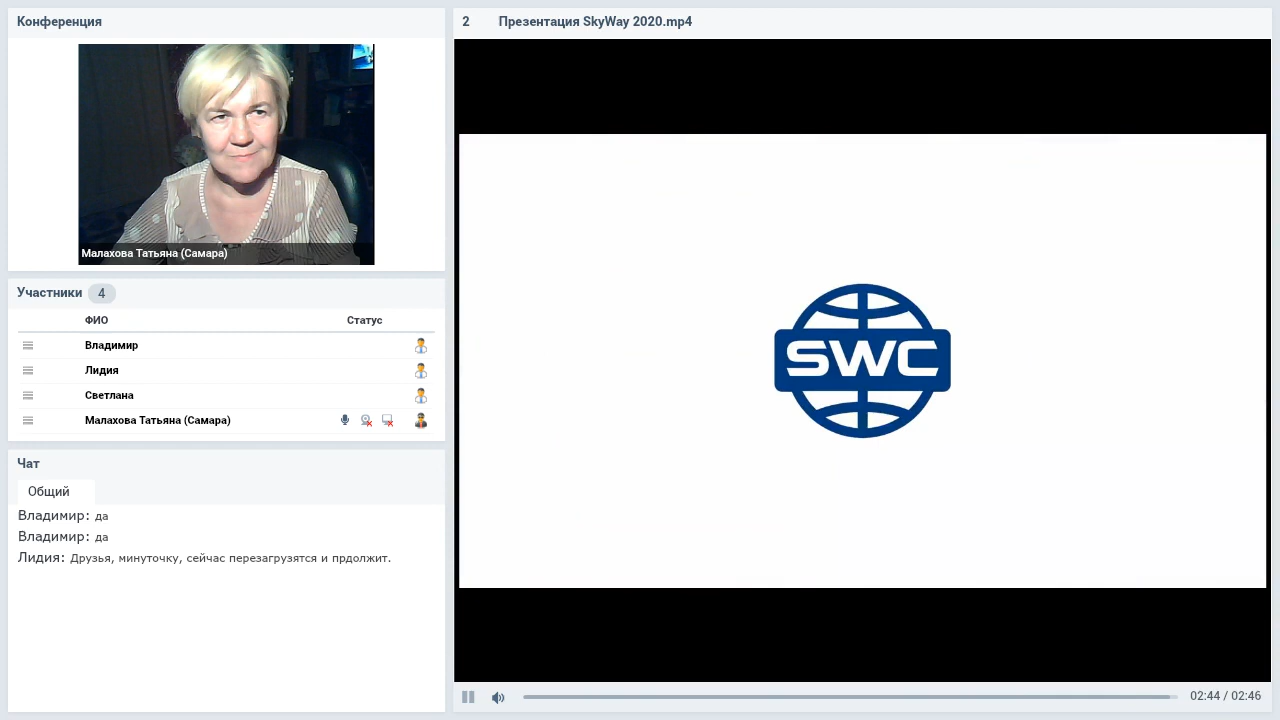 Конференция
Малахова Татьяна (Самара)
Участники 4
ФИО Статус
Владимир
Лидия
Светлана
Малахова Татьяна (Самара)
Чат
Общий
Владимир: да
Владимир: да
Лидия: Друзья, минуточку, сейчас перезагрузятся и прдолжит.
2 Презентация SkyWay 2020.mp4
SWC
02:44 / 02:46